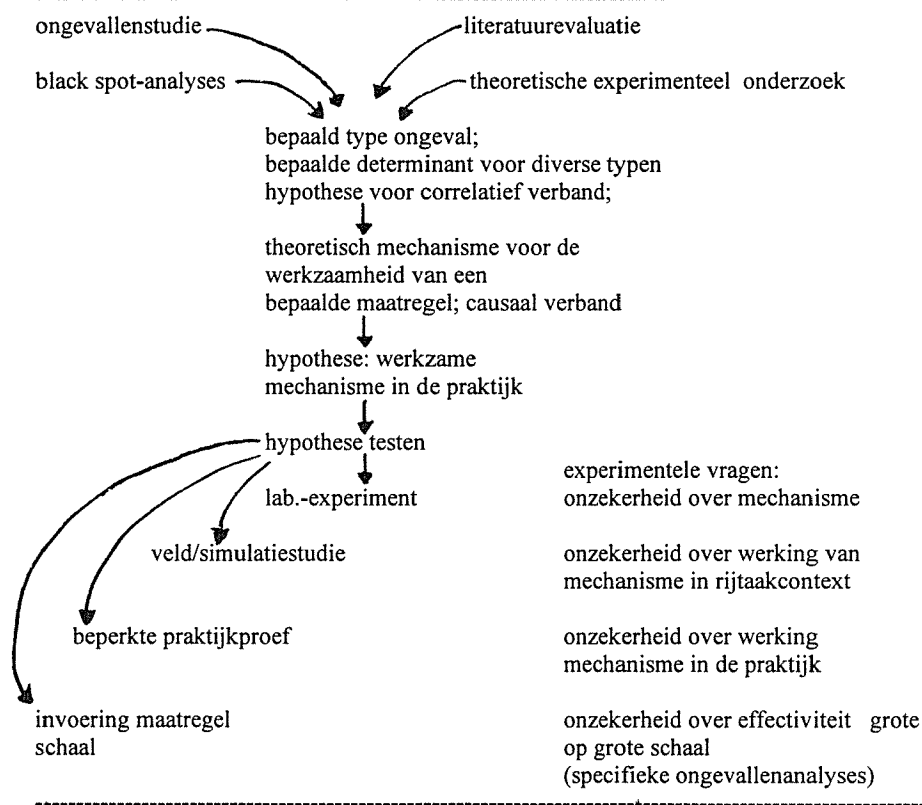 ongevallenstudie
literatuurevaluatie
black spot-analyses
theoretische experimenteel onderzoek
bepaald type ongeval;
bepaalde determinant voor diverse typen
hypothese voor correlatief verband;
theoretisch mechanisme voor de
werkzaamheid van een
bepaalde maatregel; causaal verband
hypothese: werkzame
mechanisme in de praktijk
hypothese testen
experimentele vragen:
lab.-experiment
onzekerheid over mechanisme
veld/simulatiestudie
onzekerheid over werking van
mechanisme in rijtaakcontext
beperkte praktijkproef
onzekerheid over werking
mechanisme in de praktijk
invoering maatregel
schaal
onzekerheid over effectiviteit grote
op grote schaal
(specifieke ongevallenanalyses)